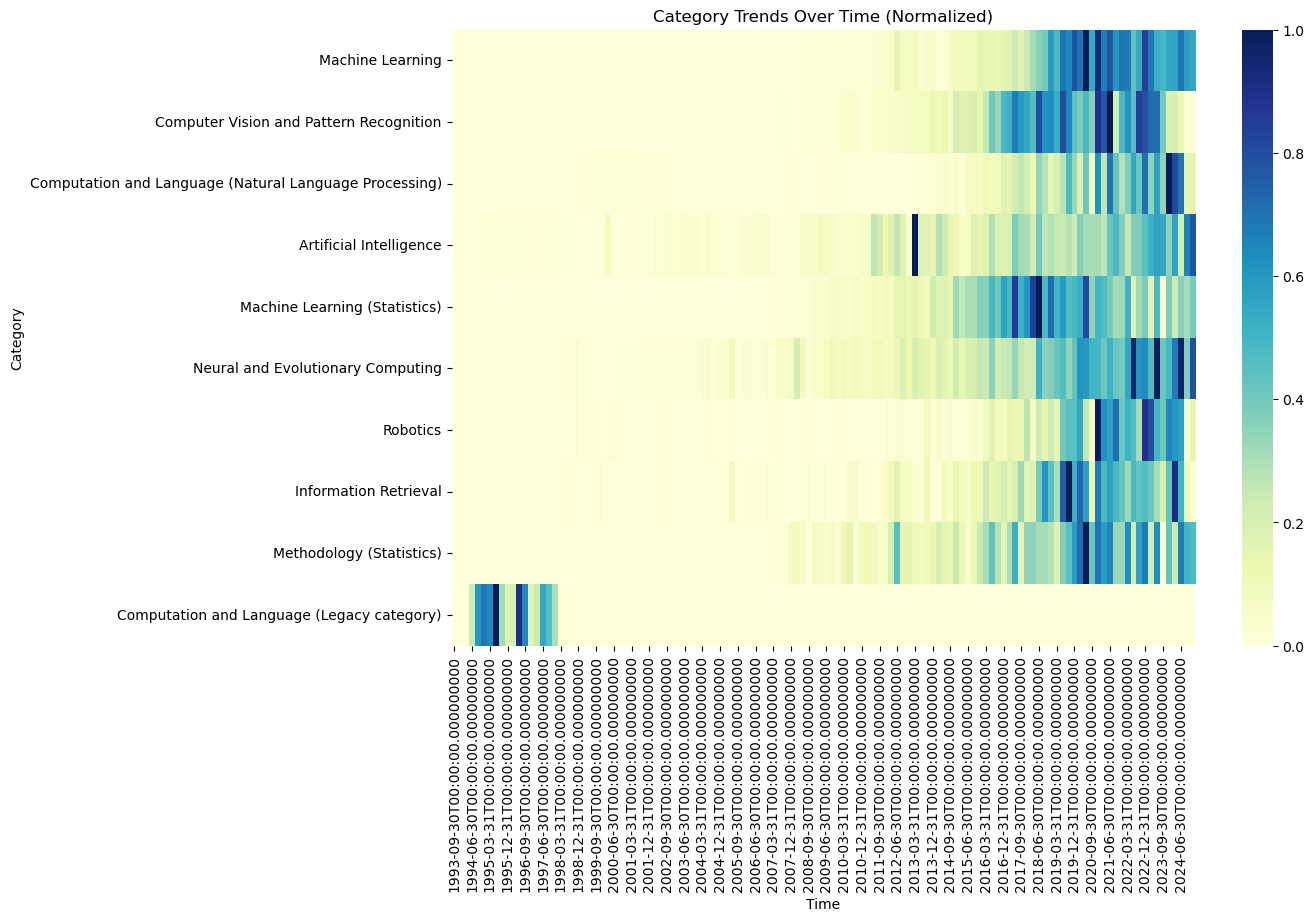 Category Trends Over Time (Normalized)
Category
Machine Learning
Computer Vision and Pattern Recognition
Computation and Language (Natural Language Processing)
Artificial Intelligence
Machine Learning (Statistics)
Neural and Evolutionary Computing
Robotics
Information Retrieval
Methodology (Statistics)
Computation and Language (Legacy category)
1.0
0.8
0.6
0.4
0.2
0.0
1993-09-30T00:00:00.000000000
1994-06-30T00:00:00.000000000
1995-03-31T00:00:00.000000000
1995-12-31T00:00:00.000000000
1996-09-30T00:00:00.000000000
1997-06-30T00:00:00.000000000
1998-03-31T00:00:00.000000000
1998-12-31T00:00:00.000000000
1999-09-30T00:00:00.000000000
2000-06-30T00:00:00.000000000
2001-03-31T00:00:00.000000000
2001-12-31T00:00:00.000000000
2002-09-30T00:00:00.000000000
2003-06-30T00:00:00.000000000
2004-03-31T00:00:00.000000000
2004-12-31T00:00:00.000000000
2005-09-30T00:00:00.000000000
2006-06-30T00:00:00.000000000
2007-03-31T00:00:00.000000000
2007-12-31T00:00:00.000000000
2008-09-30T00:00:00.000000000
2009-06-30T00:00:00.000000000
2010-03-31T00:00:00.000000000
2010-12-31T00:00:00.000000000
2011-09-30T00:00:00.000000000
2012-06-30T00:00:00.000000000
2013-03-31T00:00:00.000000000
2013-12-31T00:00:00.000000000
2014-09-30T00:00:00.000000000
2015-06-30T00:00:00.000000000
2016-03-31T00:00:00.000000000
2016-12-31T00:00:00.000000000
2017-09-30T00:00:00.000000000
2018-06-30T00:00:00.000000000
2019-03-31T00:00:00.000000000
2019-12-31T00:00:00.000000000
2020-09-30T00:00:00.000000000
2021-06-30T00:00:00.000000000
2022-03-31T00:00:00.000000000
2022-12-31T00:00:00.000000000
2023-09-30T00:00:00.000000000
2024-06-30T00:00:00.000000000
Time